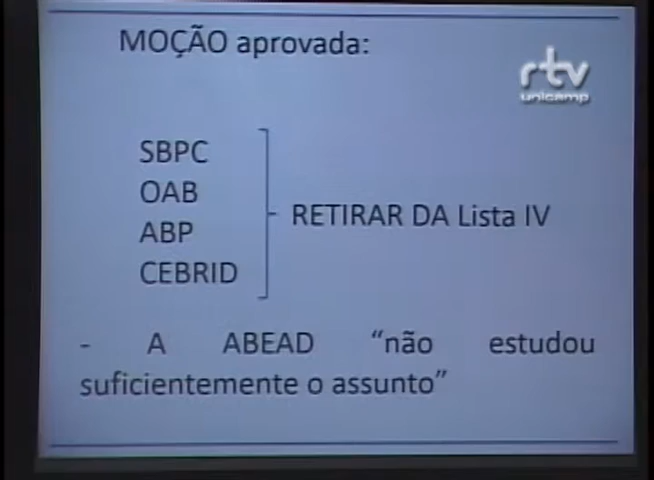 MOÇÃO aprovada:
rtv
unicamp
SBPC
OAB
ABP
CEBRID
RETIRAR DA Lista IV
- A ABEAD “não estudou
suficientemente o assunto”